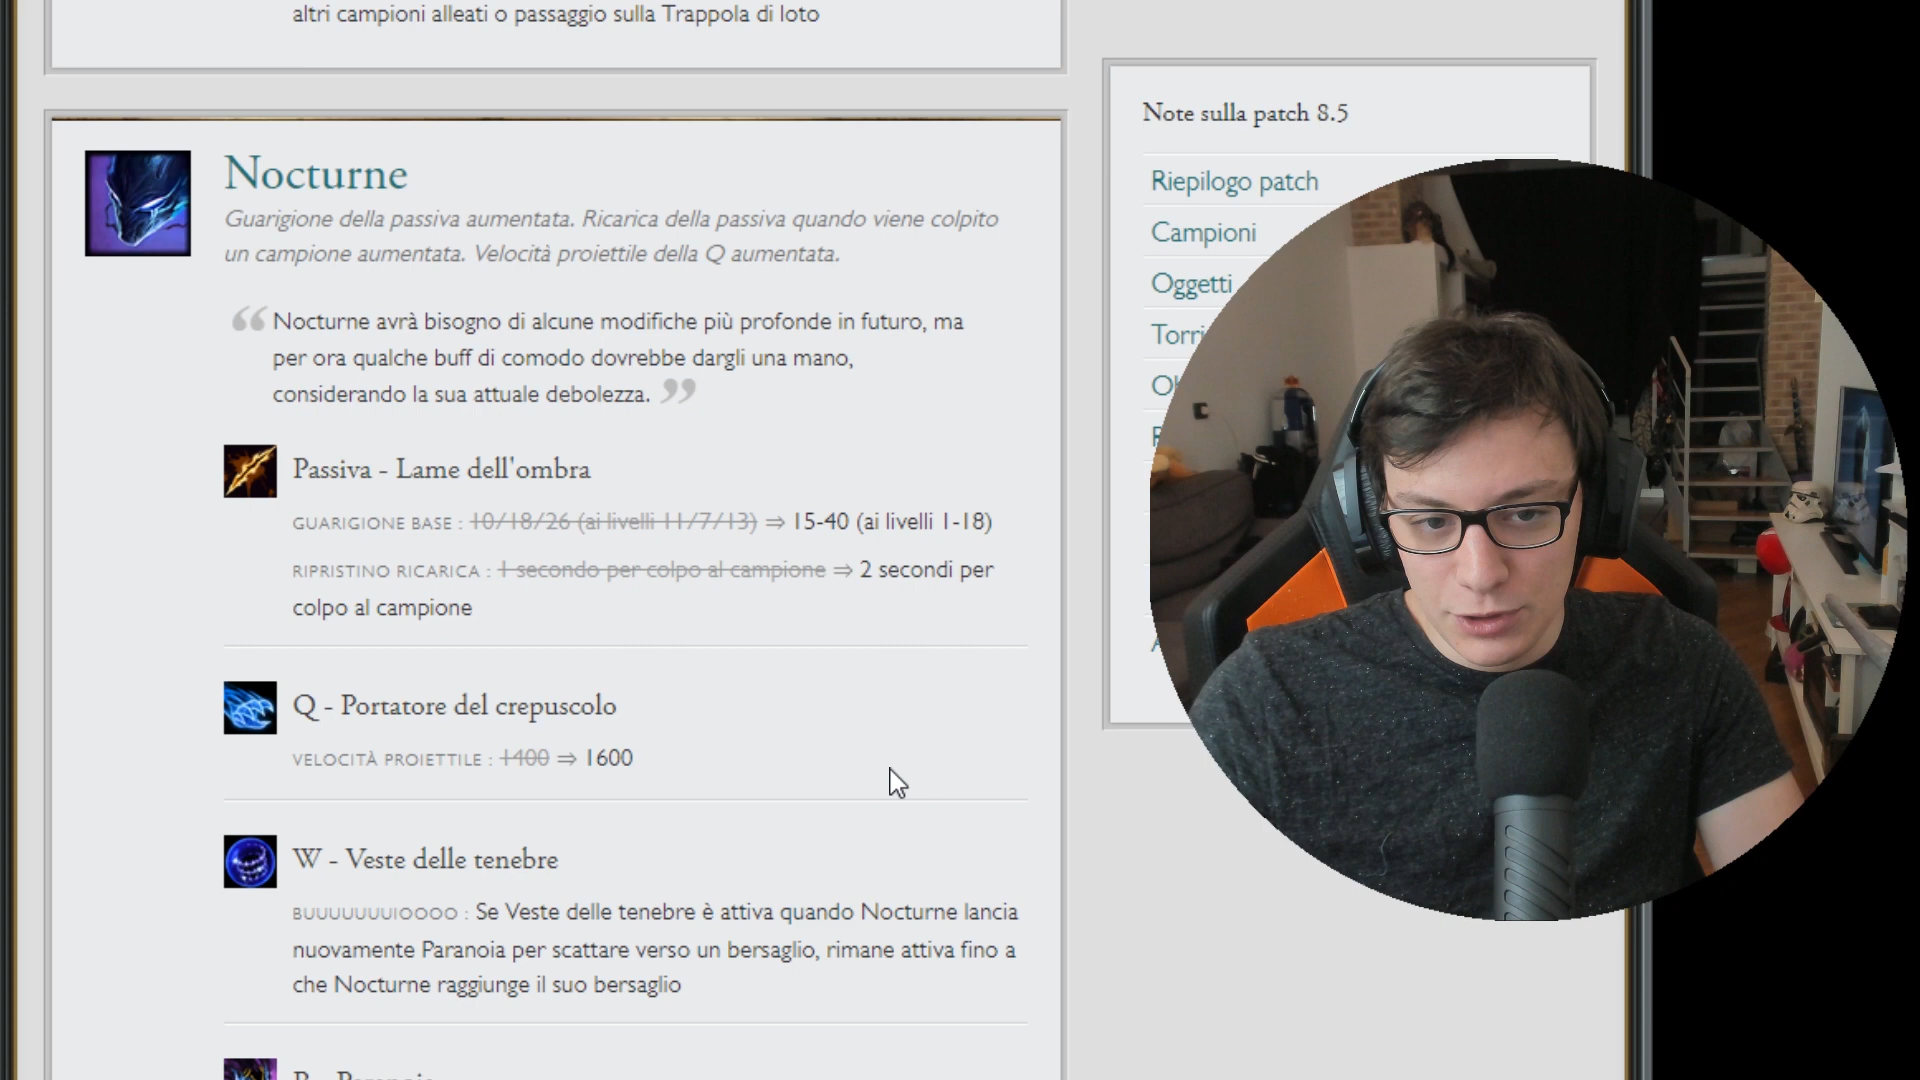 altri campioni alleati o passaggio sulla Trappola di loto
Nocturne
Guarigione della passiva aumentata. Ricarica della passiva quando viene colpito
un campione aumentata. Velocità proiettile della Q aumentata.
“Nocturne avrà bisogno di alcune modifiche più profonde in futuro, ma
per ora qualche buff di comodo dovrebbe dargli una mano,
considerando la sua attuale debolezza.”
Passiva - Lame dell'ombra
GUARIGIONE BASE : 10/18/26 (ai livelli 11/7/13) ⇒ 15-40 (ai livelli 1-18)
RIPRISTINO RICARICA : 1 secondo per colpo al campione ⇒ 2 secondi per
colpo al campione
Q - Portatore del crepuscolo
VELOCITÀ PROIETTILE : 1400 ⇒ 1600
W - Veste delle tenebre
BUUUUUUUIOOOO : Se Veste delle tenebre è attiva quando Nocturne lancia
nuovamente Paranoia per scattare verso un bersaglio, rimane attiva fino a
che Nocturne raggiunge il suo bersaglio
Note sulla patch 8.5
Riepilogo patch
Campioni
Oggetti